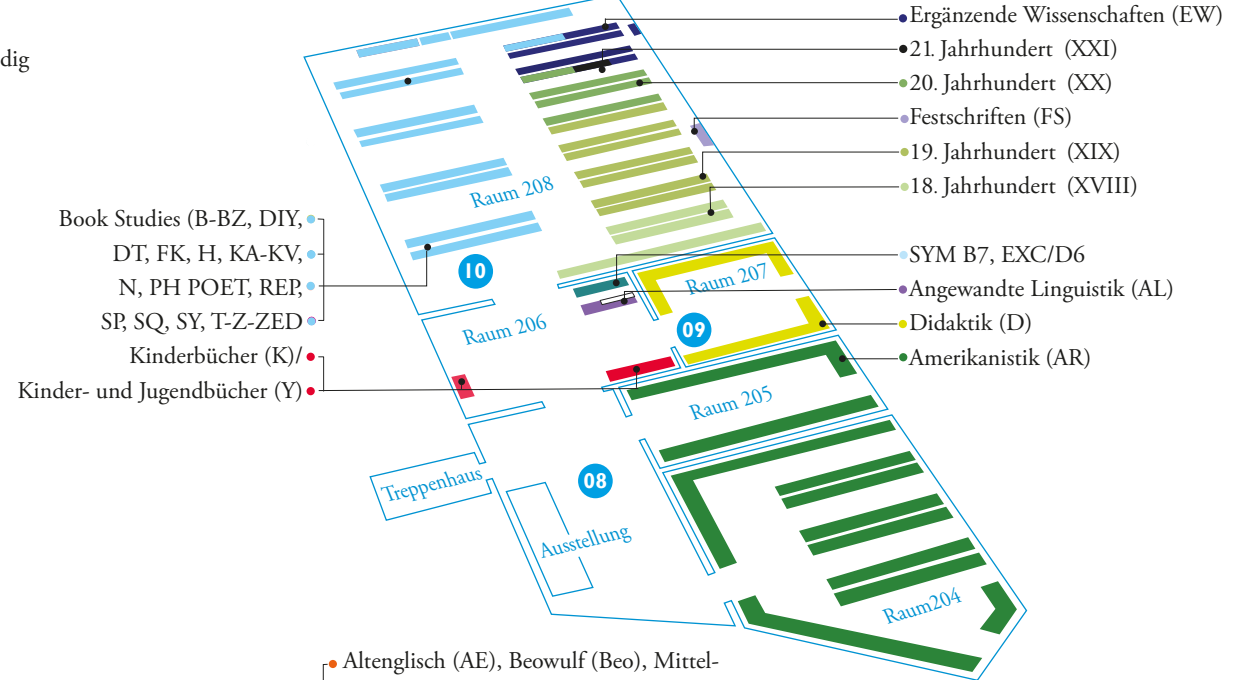 dig
Ergänzende Wissenschaften (EW)
21. Jahrhundert (XXI)
20. Jahrhundert (XX)
Festschriften (FS)
19. Jahrhundert (XIX)
18. Jahrhundert (XVIII)
SYM B7, EXC/D6
Angewandte Linguistik (AL)
Didaktik (D)
Amerikanistik (AR)
Book Studies (B-BZ, DIY,
DT, FK, H, KA-KV,
N, PH POET, REP,
SP, SQ, SY, T-Z-ZED
Kinderbücher (K)/
Kinder- und Jugendbücher (Y)
Raum 208
10
Raum 207
Raum 206
09
Raum 205
08
Treppenhaus
Ausstellung
Raum204
Altenglisch (AE), Beowulf (Beo), Mittel-